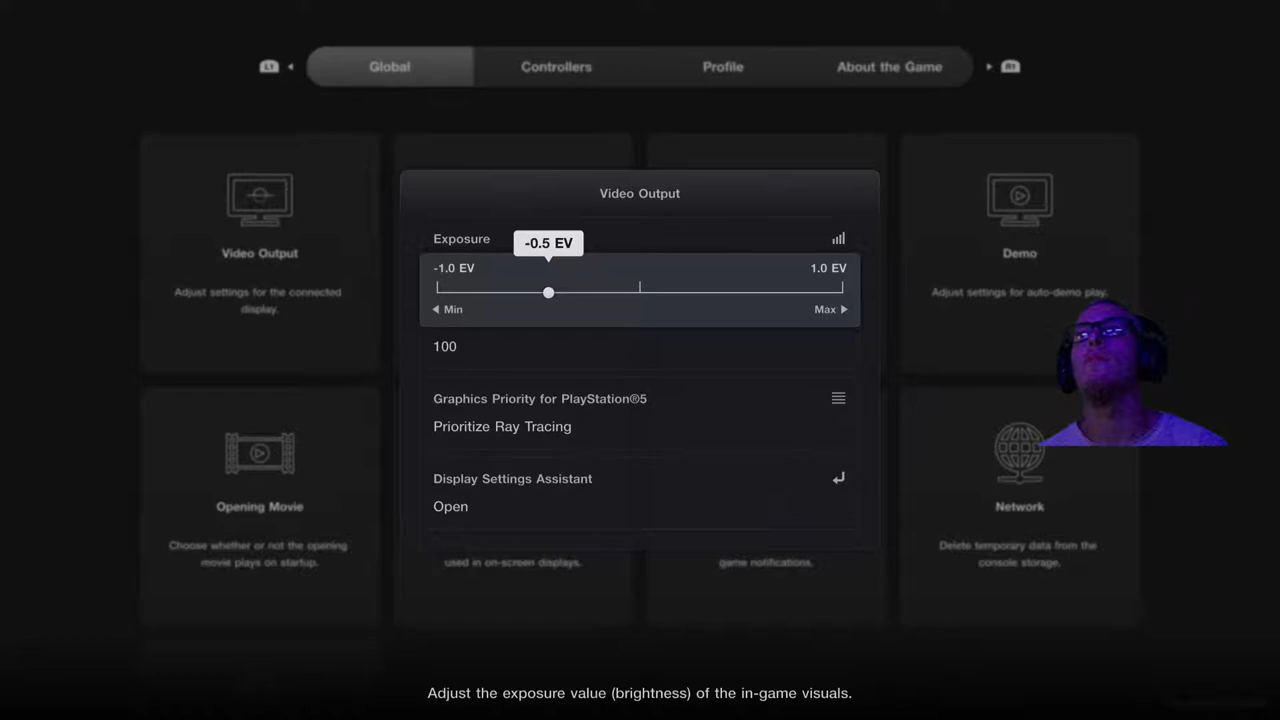 L1
Global
Controllers
Profile
About the Game
R1
Video Output
Adjust settings for the connected
display.
Demo
Adjust settings for auto-demo play.
Video Output
Exposure
-0.5 EV
-1.0 EV
1.0 EV
Min
Max
100
Graphics Priority for PlayStation®5
Prioritize Ray Tracing
Display Settings Assistant
Open
Opening Movie
Choose whether or not the opening
movie plays on startup.
used in on-screen displays.
game notifications.
Network
Delete temporary data from the
console storage.
Adjust the exposure value (brightness) of the in-game visuals.